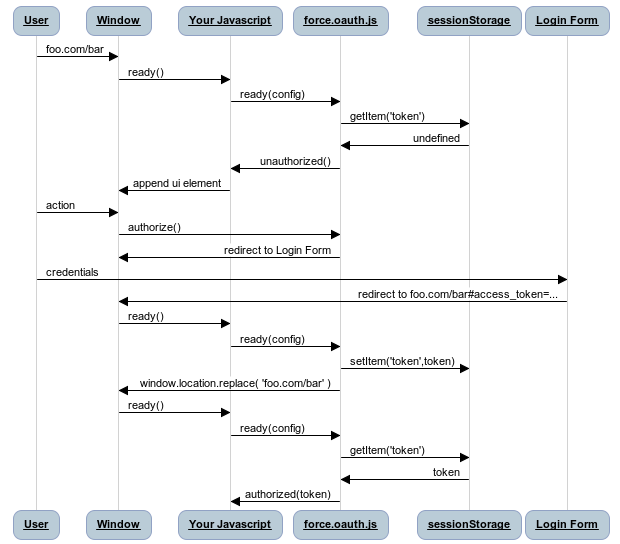 User Window Your Javascript force.oauth.js sessionStorage Login Form
foo.com/bar
ready()
ready(config)
getItem('token')
undefined
unauthorized()
append ui element
action
authorize()
redirect to Login Form
credentials
redirect to foo.com/bar#access_token=...
ready()
ready(config)
setItem('token',token)
window.location.replace( 'foo.com/bar' )
ready()
ready(config)
getItem('token')
token
authorized(token)
User Window Your Javascript force.oauth.js sessionStorage Login Form